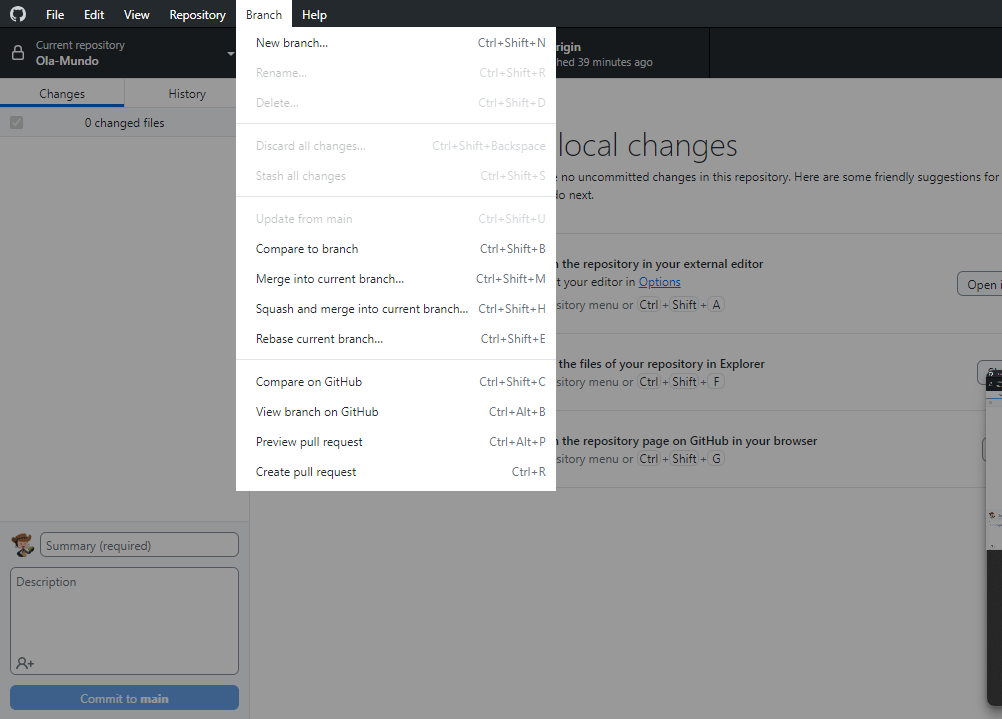 File Edit View Repository Branch Help
Current repository
Ola-Mundo
Changes History
0 changed files
New branch... Ctrl+Shift+N
Rename... Ctrl+Shift+R
Delete... Ctrl+Shift+D
Discard all changes... Ctrl+Shift+Backspace
Stash all changes Ctrl+Shift+S
Update from main Ctrl+Shift+U
Compare to branch Ctrl+Shift+B
Merge into current branch... Ctrl+Shift+M
Squash and merge into current branch... Ctrl+Shift+H
Rebase current branch... Ctrl+Shift+E
Compare on GitHub Ctrl+Shift+C
View branch on GitHub Ctrl+Alt+B
Preview pull request Ctrl+Alt+P
Create pull request Ctrl+R
rigin
hed 39 minutes ago
local changes
no uncommitted changes in this repository. Here are some friendly suggestions for
do next.
the repository in your external editor
t your editor in Options
sitory menu or Ctrl + Shift + A
Open i
the files of your repository in Explorer
sitory menu or Ctrl + Shift + F
the repository page on GitHub in your browser
sitory menu or Ctrl + Shift + G
Summary (required)
Description
Commit to main